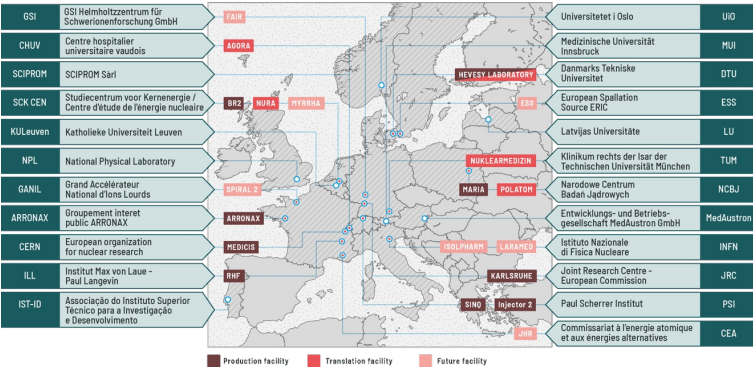 GSI
GSI Helmholtzzentrum für
Schwerionenforschung GmbH
FAIR
CHUV
Centre hospitalier
universitaire vaudois
AGORA
SCIPROM
SCIPROM Sàrl
SCK CEN
Studiecentrum voor Kernenergie /
Centre d'étude de l'énergie nucleaire
BR2
NURA
MYRRHA
KULeuven
Katholieke Universiteit Leuven
NPL
National Physical Laboratory
GANIL
Grand Accélérateur
National d'Ions Lourds
SPIRAL 2
ARRONAX
Groupement interet
public ARRONAX
ARRONAX
CERN
European organization
for nuclear research
MEDICIS
ILL
Institut Max von Laue -
Paul Langevin
RHF
IST-ID
Associação do Instituto Superior
Técnico para a Investigação
e Desenvolvimento
Universitetet i Oslo
UiO
Medizinische Universität
Innsbruck
MUI
HEVESY LABORATORY
Danmarks Tekniske
Universitet
DTU
ESS
European Spallation
Source ERIC
ESS
Latvijas Universitāte
LU
NUKLEARMEDIZIN
Klinikum rechts der Isar der
Technischen Universität München
TUM
MARIA
POLATOM
Narodowe Centrum
Badań Jądrowych
NCBJ
Entwicklungs- und Betriebs-
gesellschaft MedAustron GmbH
MedAustron
ISOLPHARM
LARAMED
Istituto Nazionale
di Fisica Nucleare
INFN
KARLSRUHE
Joint Research Centre -
European Commission
JRC
SINQ
Injector 2
Paul Scherrer Institut
PSI
JHR
Commissariat à l'energie atomique
et aux énergies alternatives
CEA
Production facility
Translation facility
Future facility